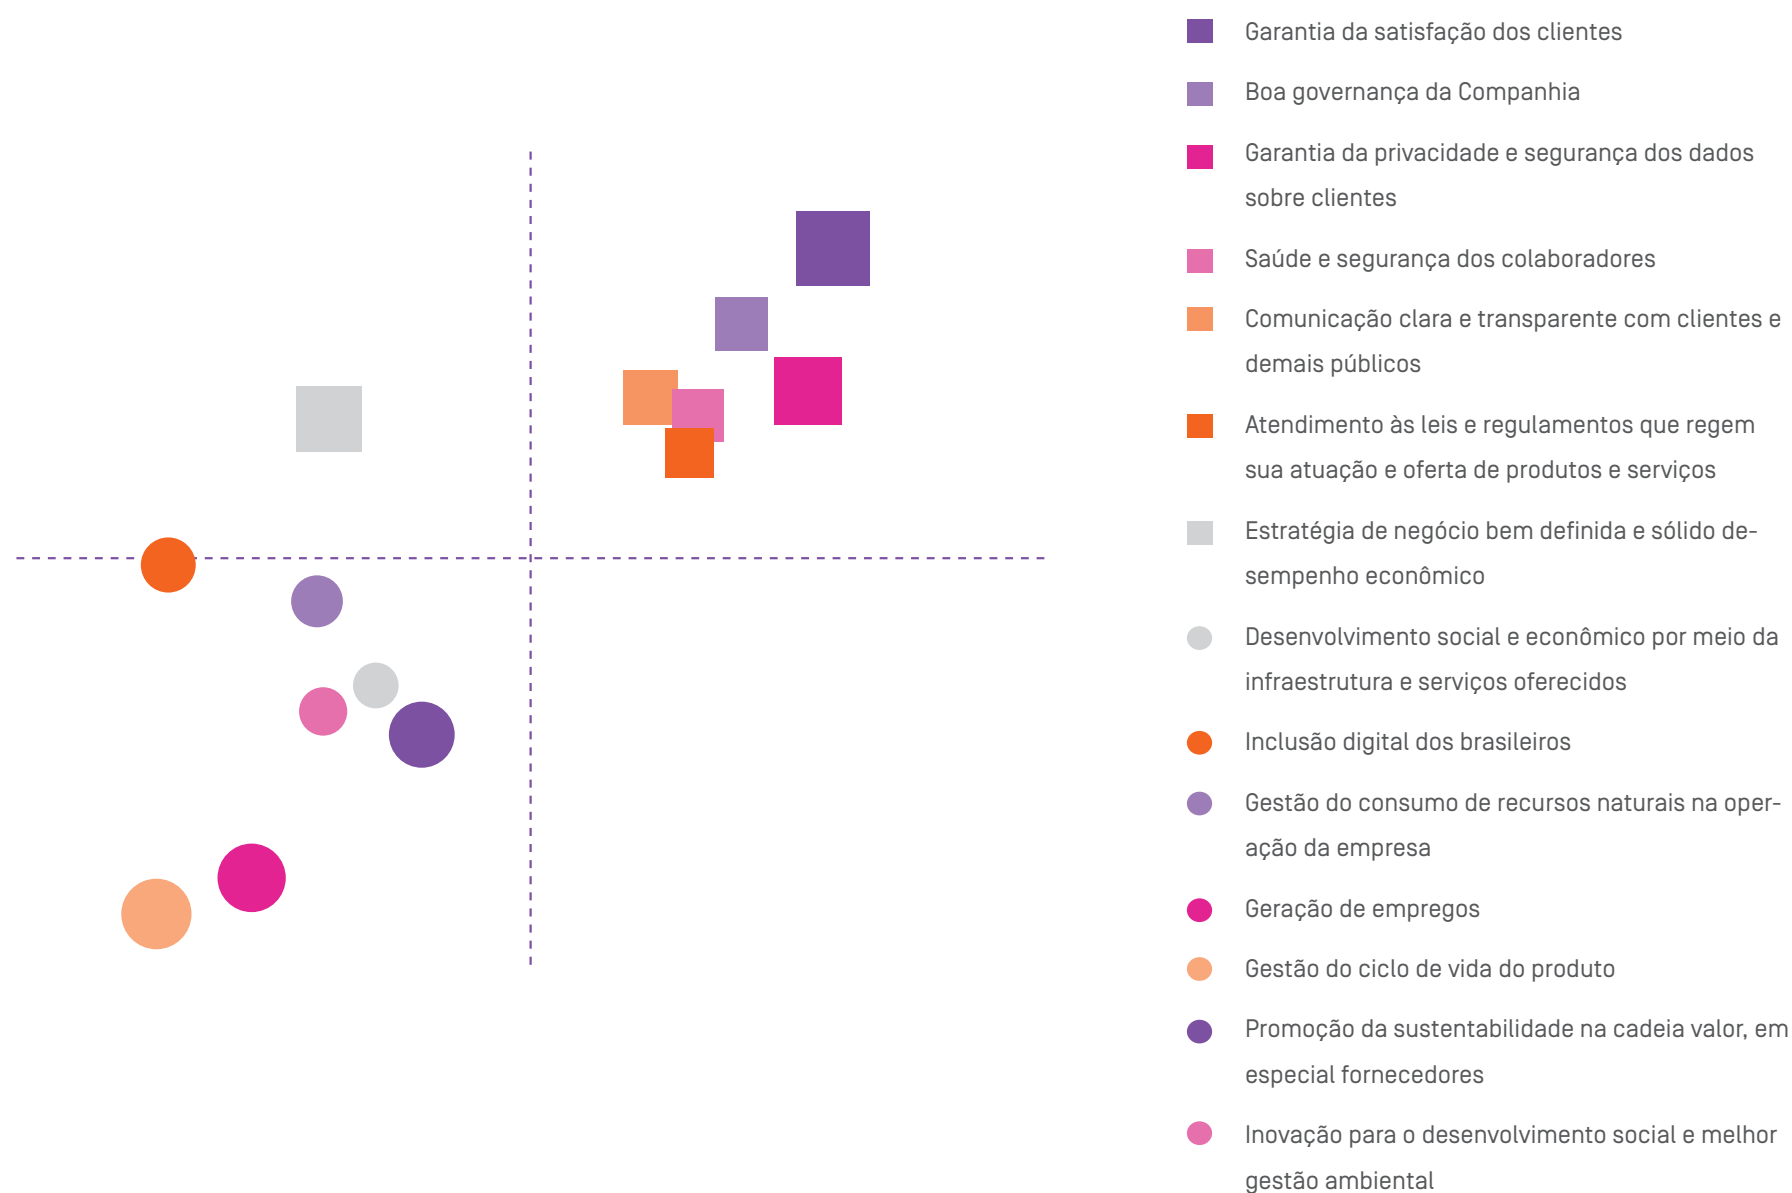 Garantia da satisfação dos clientes
Boa governança da Companhia
Garantia da privacidade e segurança dos dados
sobre clientes
Saúde e segurança dos colaboradores
Comunicação clara e transparente com clientes e
demais públicos
Atendimento às leis e regulamentos que regem
sua atuação e oferta de produtos e serviços
Estratégia de negócio bem definida e sólido de-
sempenho econômico
Desenvolvimento social e econômico por meio da
infraestrutura e serviços oferecidos
Inclusão digital dos brasileiros
Gestão do consumo de recursos naturais na oper-
ação da empresa
Geração de empregos
Gestão do ciclo de vida do produto
Promoção da sustentabilidade na cadeia valor, em
especial fornecedores
Inovação para o desenvolvimento social e melhor
gestão ambiental